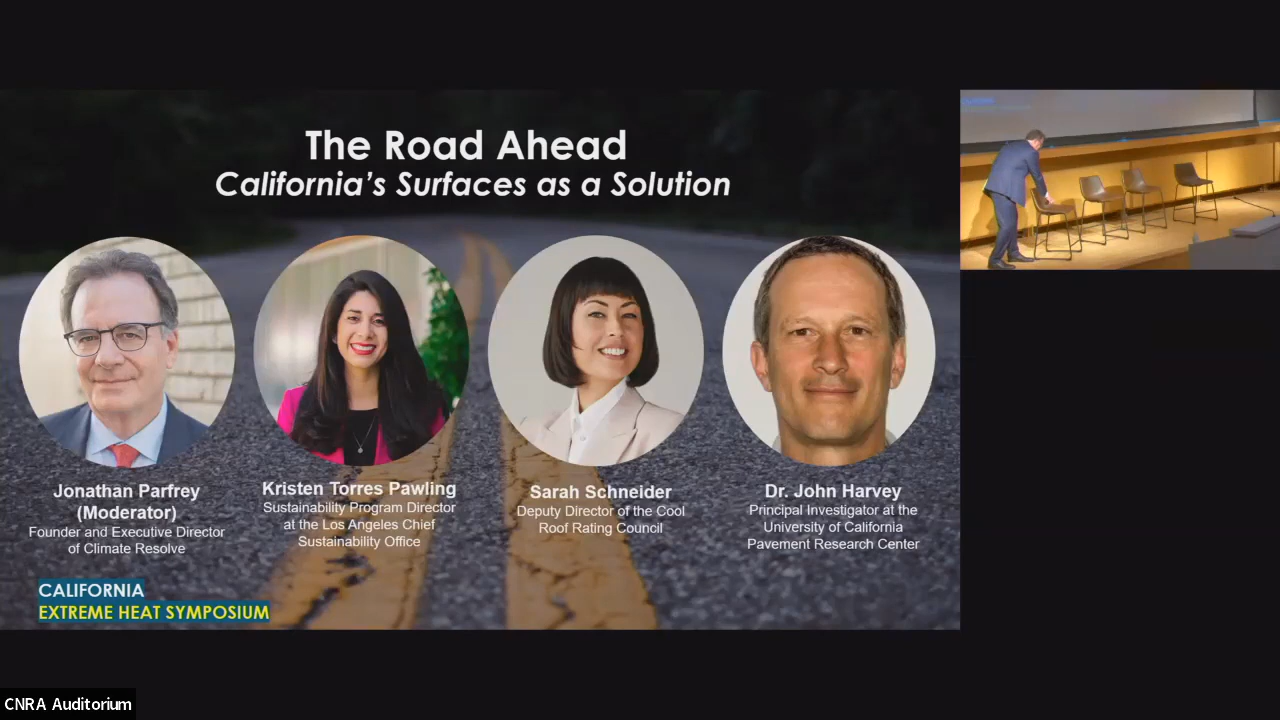 The Road Ahead
California's Surfaces as a Solution
Jonathan Parfrey
(Moderator)
Founder and Executive Director
of Climate Resolve
Kristen Torres Pawling
Sustainability Program Director
at the Los Angeles Chief
Sustainability Office
Sarah Schneider
Deputy Director of the Cool
Roof Rating Council
Dr. John Harvey
Principal Investigator at the
University of California
Pavement Research Center
CALIFORNIA
EXTREME HEAT SYMPOSIUM
CNRA Auditorium